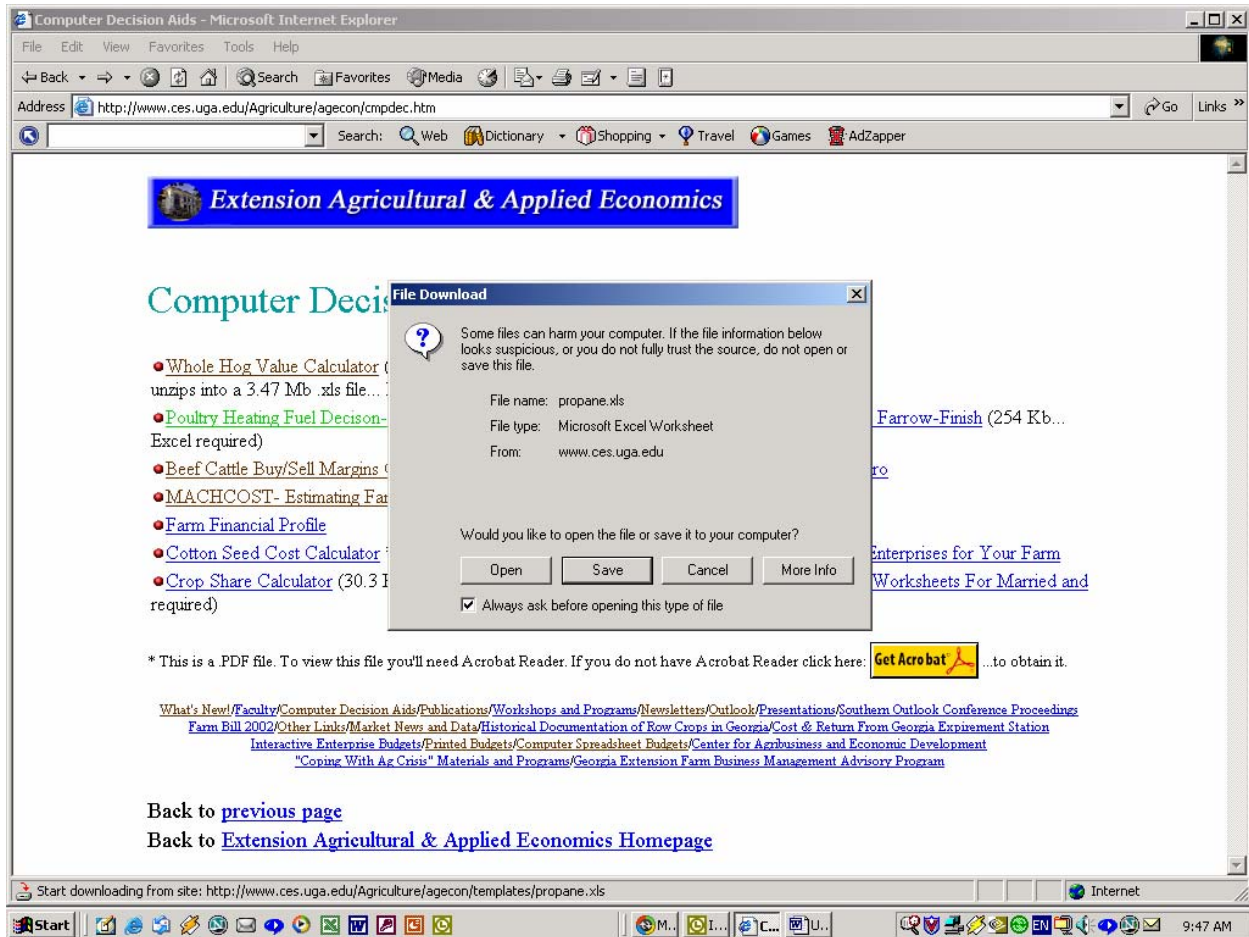 Computer Decision Aids - Microsoft Internet Explorer
File Edit View Favorites Tools Help
Back Search Favorites Media
Address http://www.ces.uga.edu/Agriculture/agecon/cmpdec.htm Go Links »
Search: Web Dictionary Shopping Travel Games AdZapper
Extension Agricultural & Applied Economics
Computer Decis
File Download
Some files can harm your computer. If the file information below
looks suspicious, or you do not fully trust the source, do not open or
save this file.
File name: propane.xls
File type: Microsoft Excel Worksheet
From: www.ces.uga.edu
Would you like to open the file or save it to your computer?
Open Save Cancel More Info
Always ask before opening this type of file
Whole Hog Value Calculator (
unzips into a 3.47 Mb .xls file...
Poultry Heating Fuel Decison- Farrow-Finish (254 Kb...
Excel required)
Beef Cattle Buy/Sell Margins ro
MACHCOST- Estimating Far
Farm Financial Profile
Cotton Seed Cost Calculator * Enterprises for Your Farm
Crop Share Calculator (30.3 Worksheets For Married and
required)
* This is a .PDF file. To view this file you'll need Acrobat Reader. If you do not have Acrobat Reader click here: Get Acrobat ...to obtain it.
What's New!/Faculty/Computer Decision Aids/Publications/Workshops and Programs/Newsletters/Outlook/Presentations/Southern Outlook Conference Proceedings
Farm Bill 2002/Other Links/Market News and Data/Historical Documentation of Row Crops in Georgia/Cost & Return From Georgia Expirement Station
Interactive Enterprise Budgets/Printed Budgets/Computer Spreadsheet Budgets/Center for Agribusiness and Economic Development
"Coping With Ag Crisis" Materials and Programs/Georgia Extension Farm Business Management Advisory Program
Back to previous page
Back to Extension Agricultural & Applied Economics Homepage
Start downloading from site: http://www.ces.uga.edu/Agriculture/agecon/templates/propane.xls Internet
Start M... I... C... U... EN 9:47 AM